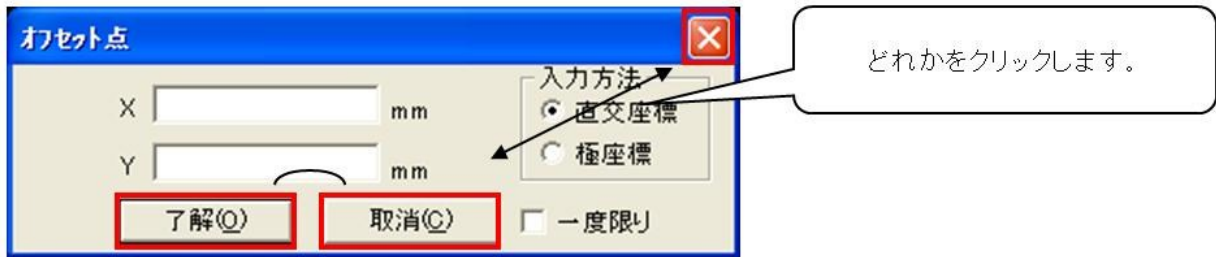 オフセット点
どれかをクリックします。
入力方法
X mm
直交座標
Y mm
極座標
了解(O)
取消(C)
一度限り